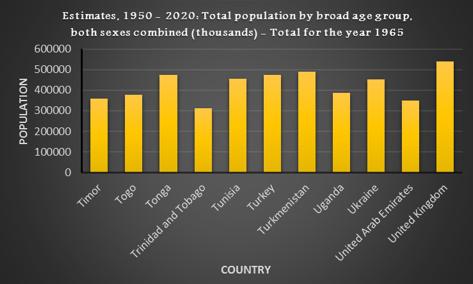 Estimates, 1950 - 2020: Total population by broad age group,
both sexes combined (thousands) - Total for the year 1965
POPULATION
600000
500000
400000
300000
200000
100000
0
Timor
Togo
Tonga
Trinidad and Tobago
Tunisia
Turkey
Turkmenistan
Uganda
Ukraine
United Arab Emirates
United Kingdom
COUNTRY